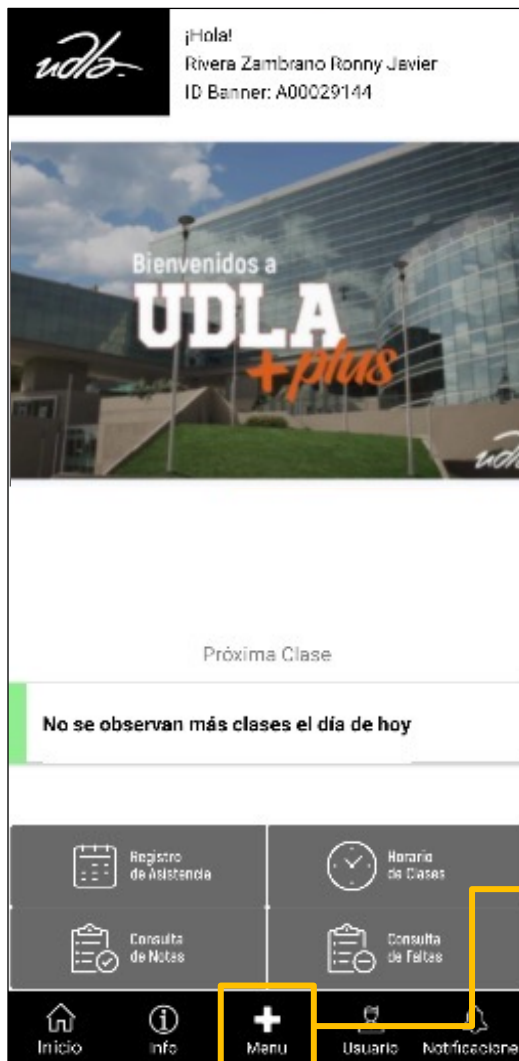 udla-
¡Hola!
Rivera Zambrano Ronny Javier
ID Banner: A00029144
Bienvenidos a
UDLA
+plus
udla
Próxima Clase
No se observan más clases el día de hoy
Registro
de Asistencia
Horario
de Clases
Consulta
de Notas
Consulta
de Faltas
Inicio
Info
Menu
Usuario
Notificacione